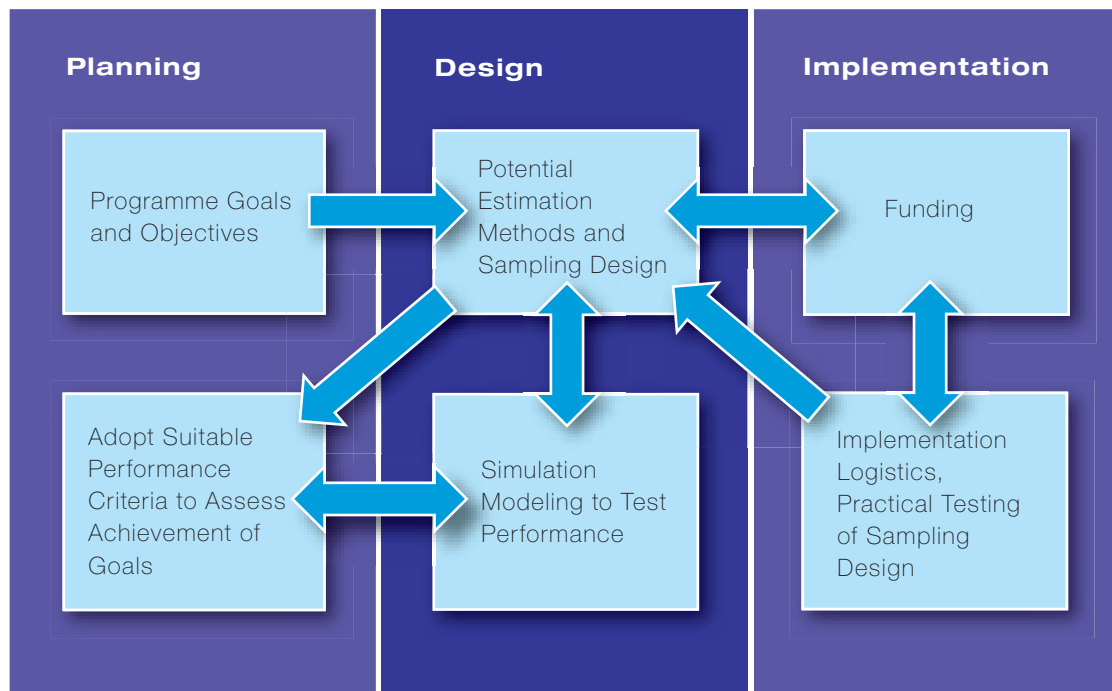 Planning
Programme Goals
and Objectives
Adopt Suitable
Performance
Criteria to Assess
Achievement of
Goals
Design
Potential
Estimation
Methods and
Sampling Design
Simulation
Modeling to Test
Performance
Implementation
Funding
Implementation
Logistics,
Practical Testing
of Sampling
Design